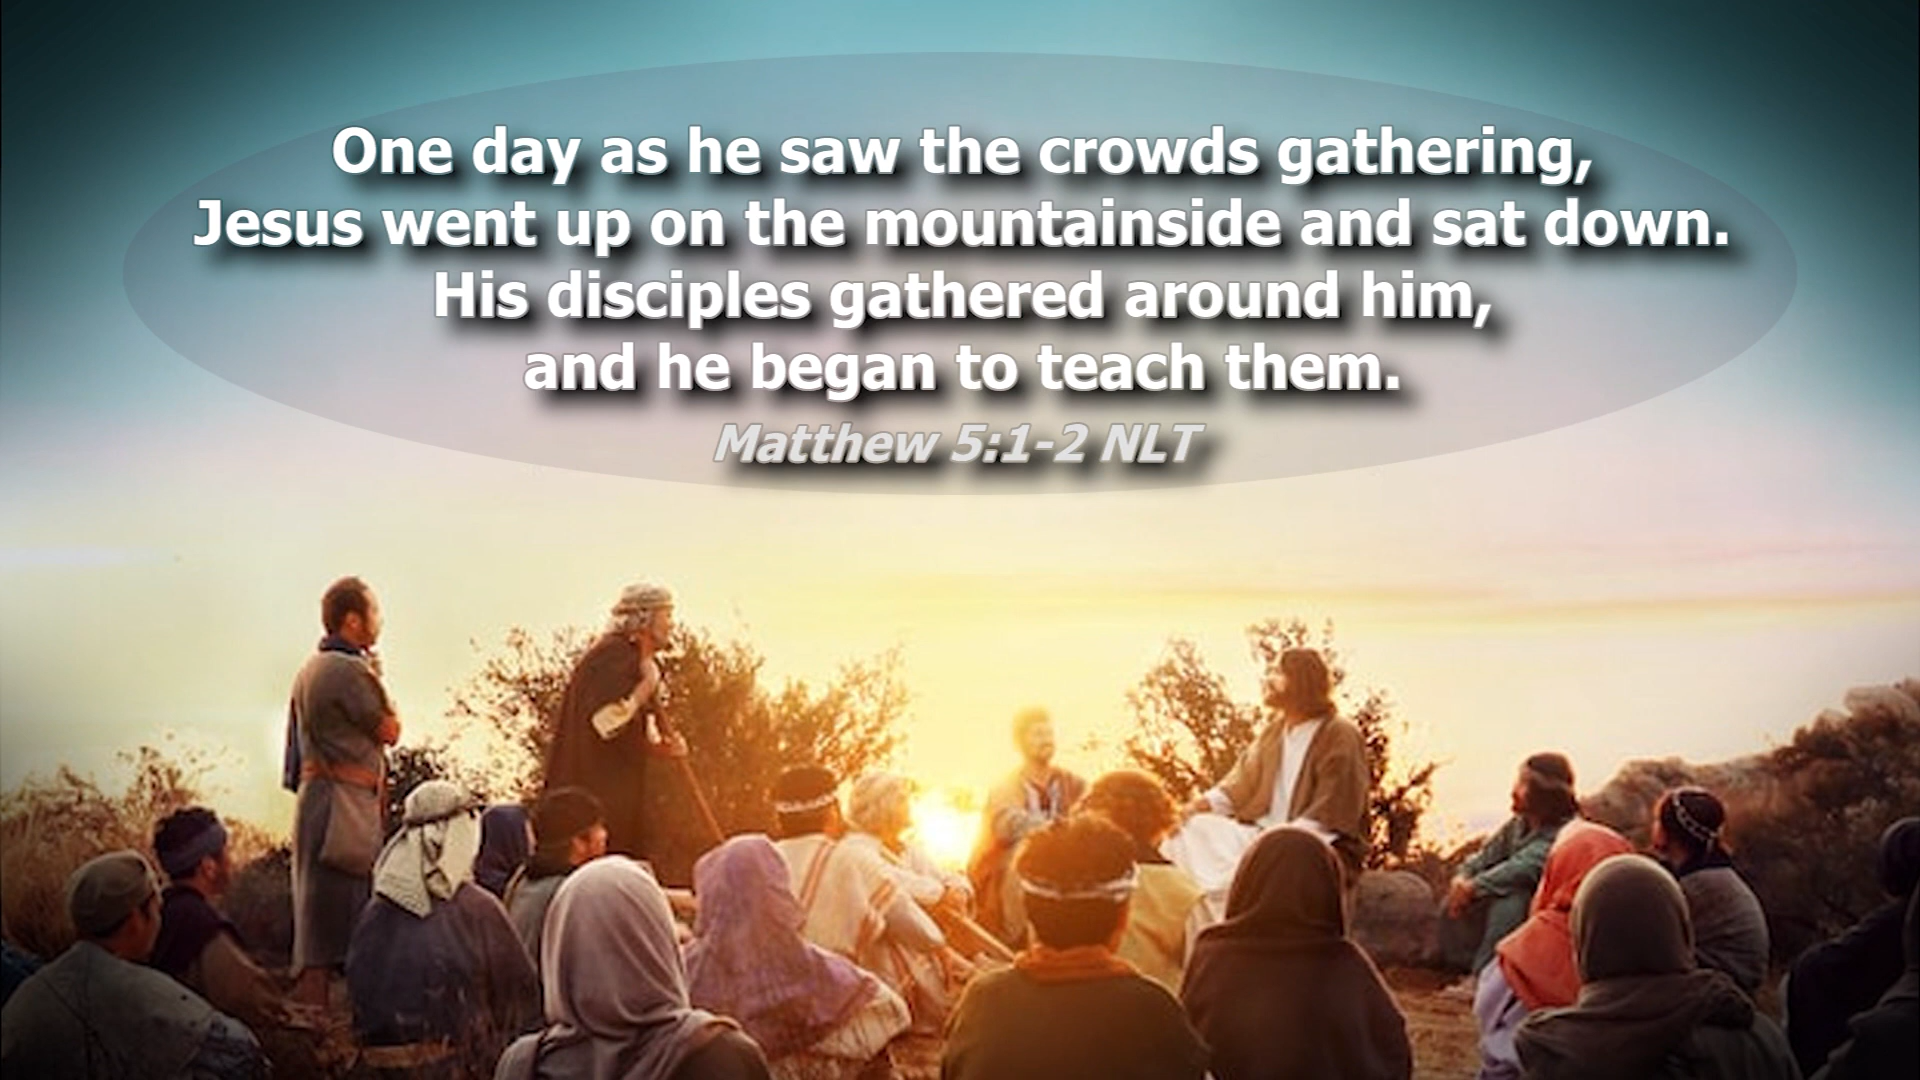 One day as he saw the crowds gathering,
Jesus went up on the mountainside and sat down.
His disciples gathered around him,
and he began to teach them.
Matthew 5:1-2 NLT